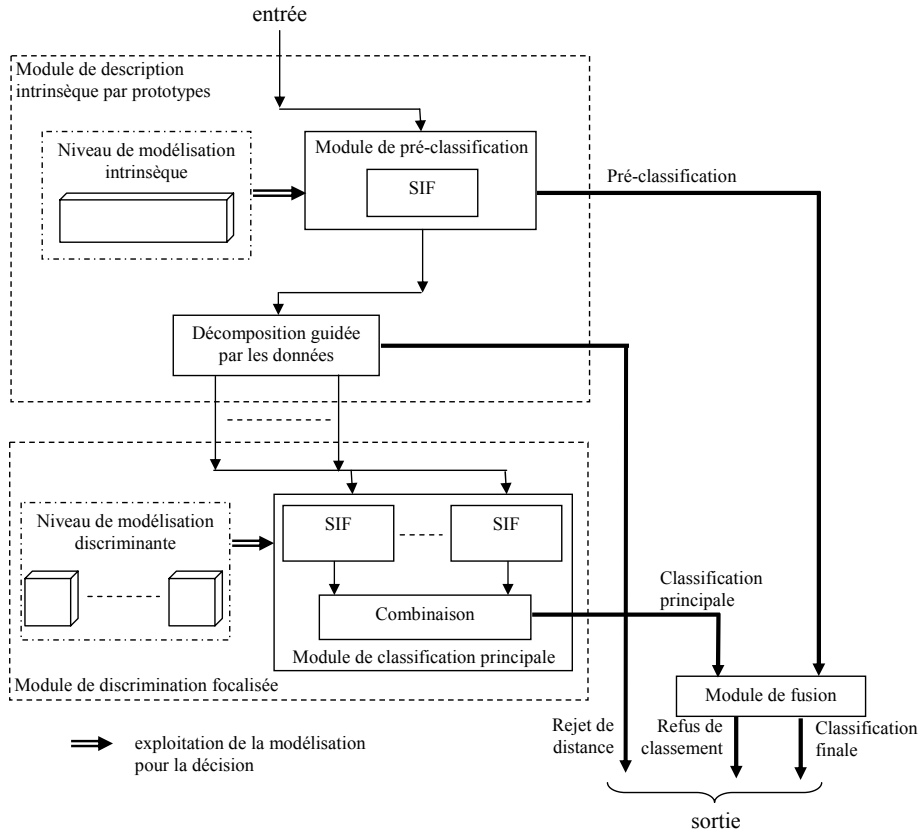 entrée
Module de description
intrinsèque par prototypes
Niveau de modélisation
intrinsèque
Module de pré-classification
SIF
Pré-classification
Décomposition guidée
par les données
Niveau de modélisation
discriminante
SIF
SIF
Combinaison
Module de classification principale
Module de discrimination focalisée
Classification
principale
Module de fusion
Rejet de
distance
Refus de
classement
Classification
finale
exploitation de la modélisation
pour la décision
sortie